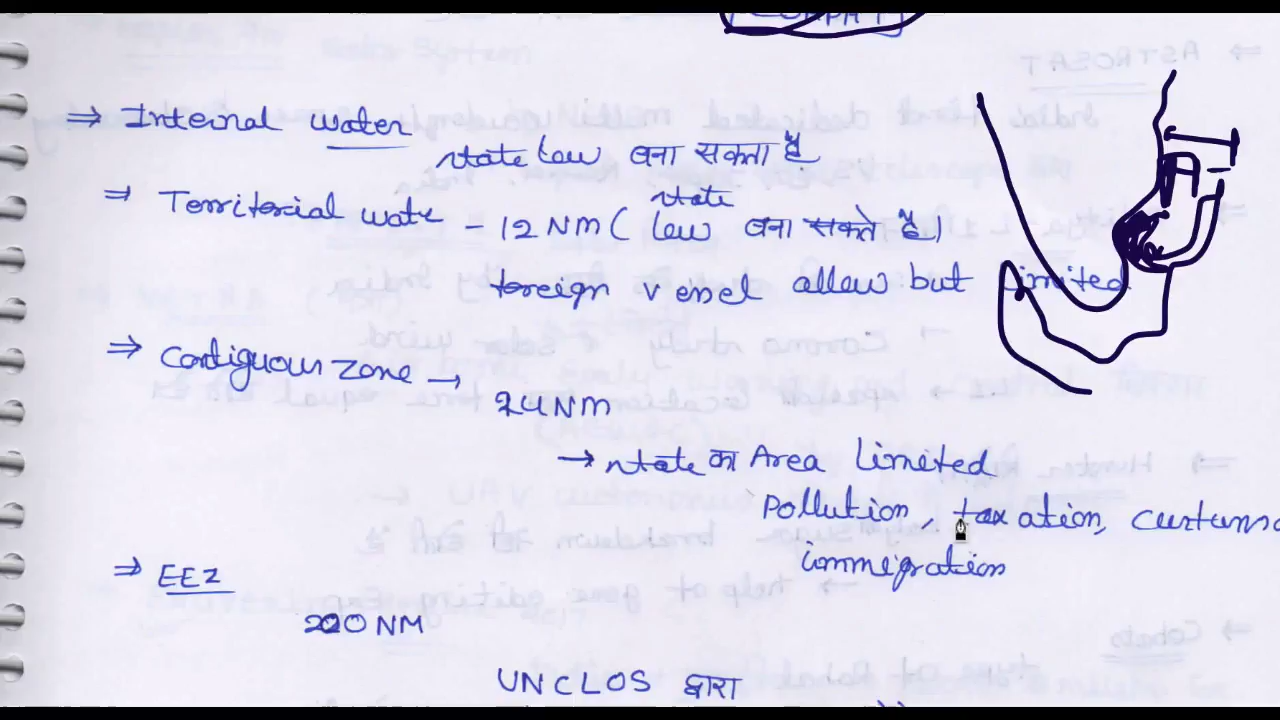 ⇒ Internal water
state law बना सकता है
⇒ Territorial wate - 12 NM ( state law बना सकते है।
foreign vessel allow but limited
⇒ Contiguous zone →
24 NM
→ state का Area limited
Pollution, taxation, customs
immigration
⇒ EEZ
200 NM
UNCLOS द्वारा